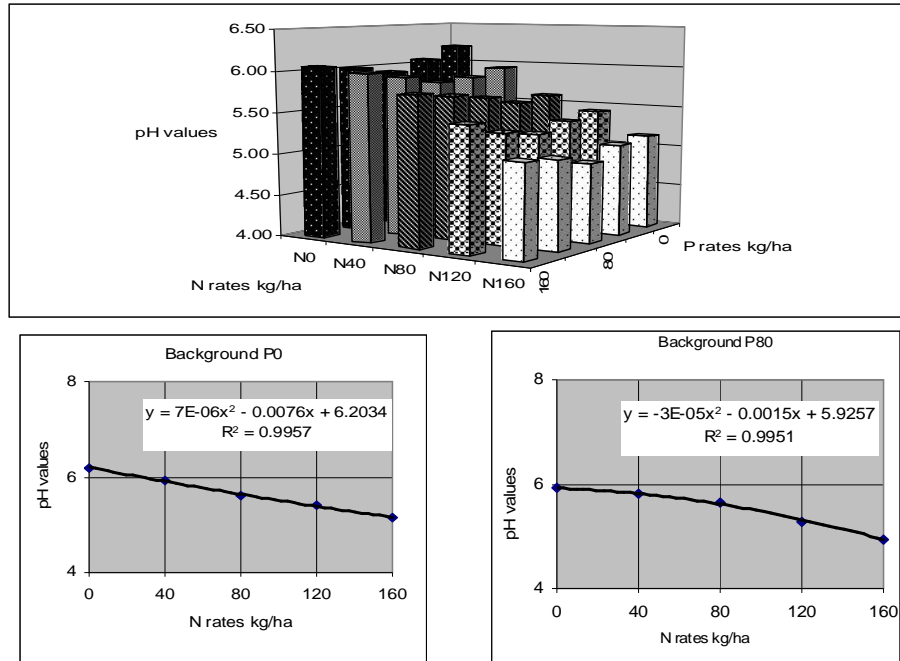 6.50
6.00
5.50
5.00
4.50
4.00
pH values
N0
N40
N80
N120
N160
N rates kg/ha
160
80
0
P rates kg/ha
Background P0
8
6
4
pH values
y = 7E-06x² - 0.0076x + 6.2034
R² = 0.9957
0 40 80 120 160
N rates kg/ha
Background P80
8
6
4
pH values
y = -3E-05x² - 0.0015x + 5.9257
R² = 0.9951
0 40 80 120 160
N rates kg/ha